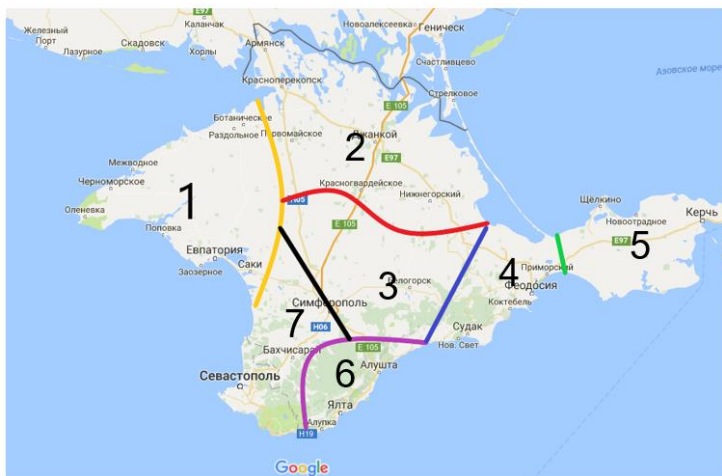 Железный
Порт
Лазурное
Скадовск
E97
Каланчак
Хорлы
Армянск
Красноперекопск
Новоалексеевка
Геническ
Счастливцево
Стрелковое
E 105
Азовское море
Ботаническое
Раздольное
Первомайское
2
Джанкой
E97
Межводное
Черноморское
Оленевка
1
Поповка
Красногвардейское
Нижнегорский
H05
E 105
Евпатория
Заозерное
Саки
3
Белогорск
Симферополь
4
Приморский
Феодосия
Коктебель
Щёлкино
Новоотрадное
Керчь
E97
5
7
H06
E 105
Бахчисарай
Судак
Нов. Свет
Севастополь
6
Алушта
Ялта
Алупка
H19
Google